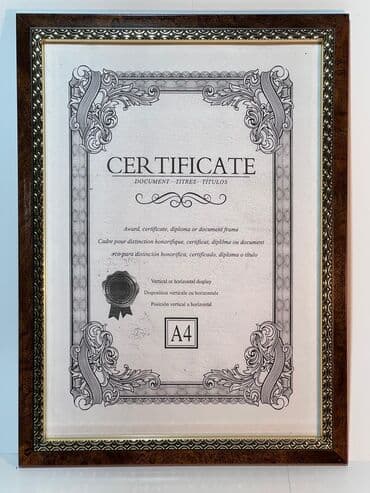 CERTIFICATE
DOCUMENT - TITRES - TÍTULOS
Award, certificate, diploma or document frame
Cadre pour distinction honorifique, certificat, diplôme ou document
para distinción honorífica, certificado, diploma o título
Vertical or horizontal display
Disposition verticale ou horizontale
Posición vertical u horizontal
A4